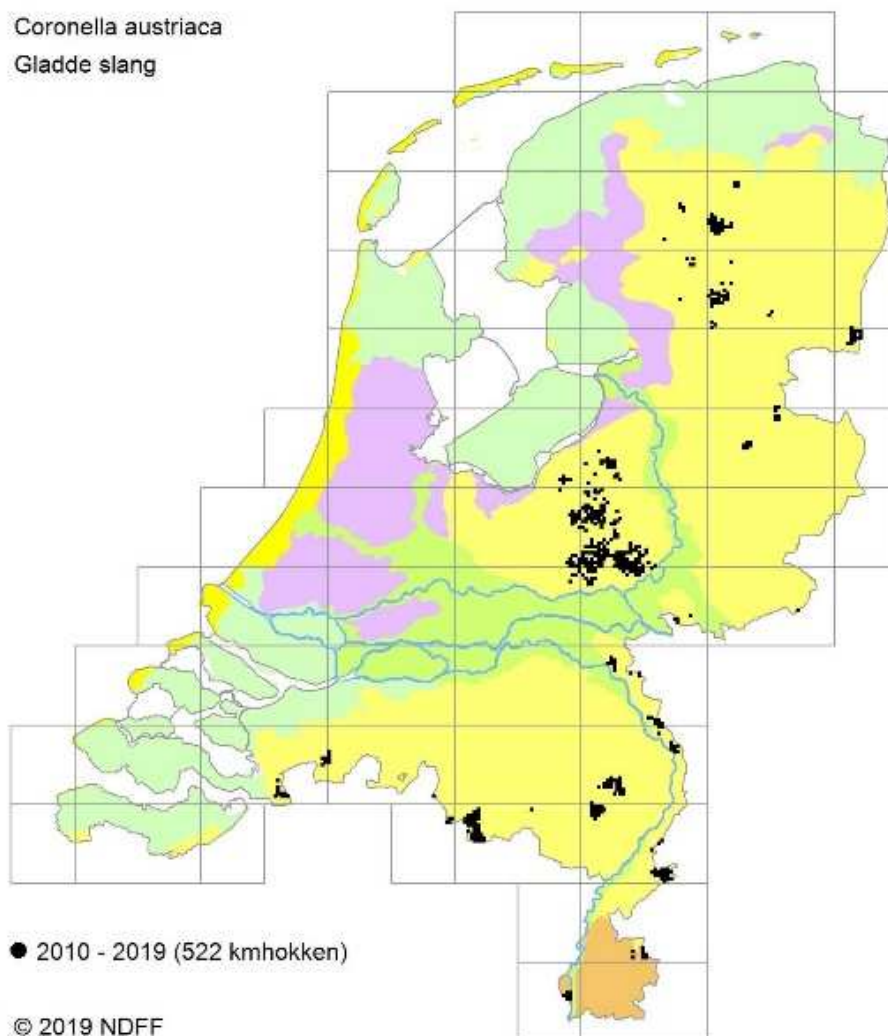 Coronella austriaca
Gladde slang
● 2010 - 2019 (522 kmhokken)
© 2019 NDFF